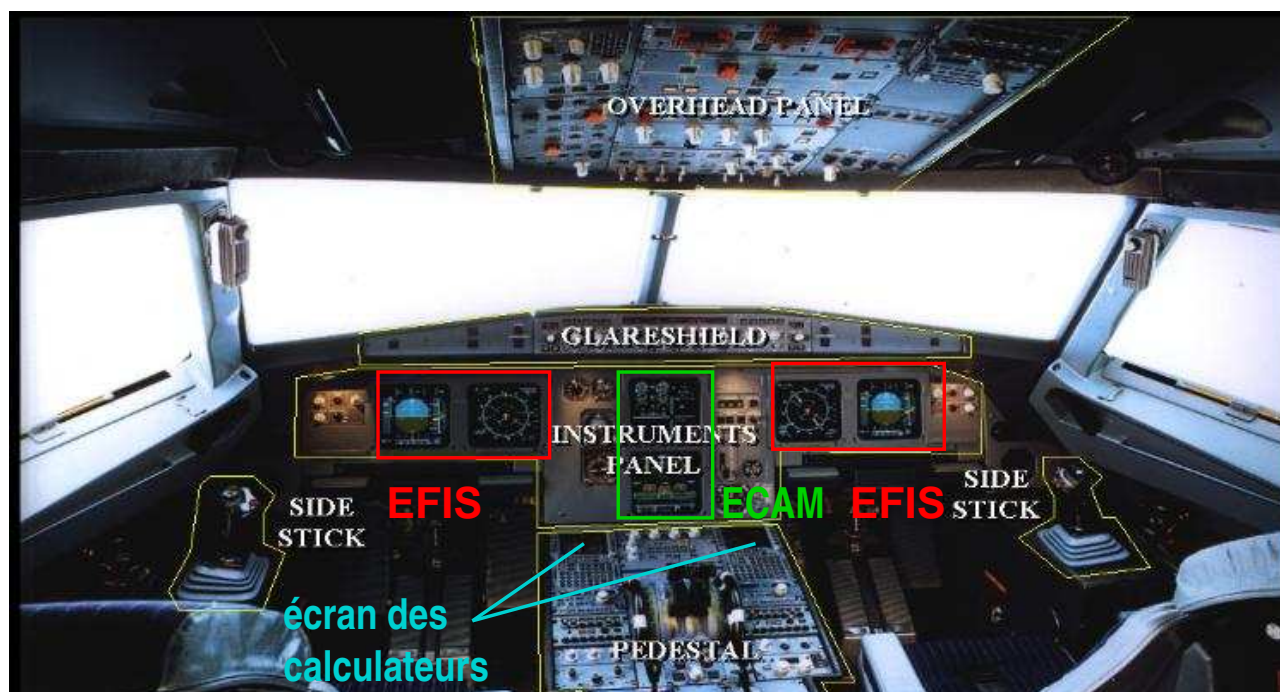 OVERHEAD PANEL
GLARESHIELD
INSTRUMENTS
PANEL
SIDE
STICK
EFIS
ECAM
EFIS
SIDE
STICK
écran des
calculateurs
PEDESTAL